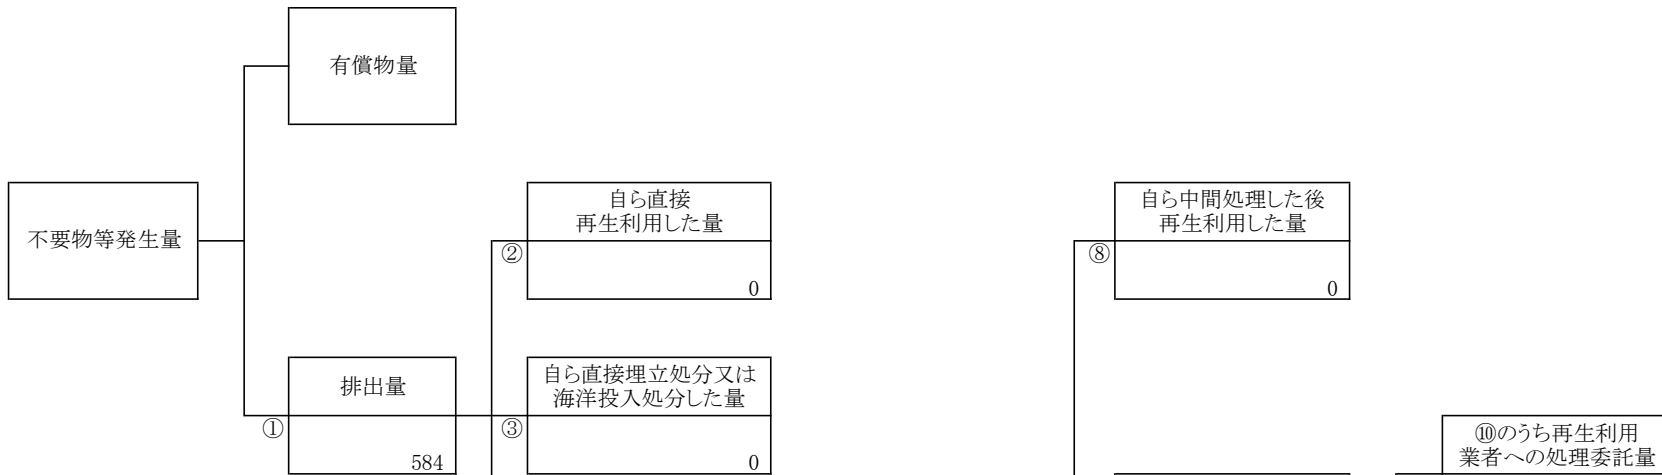 有償物量
不要物等発生量
自ら直接
再生利用した量
②
0
自ら中間処理した後
再生利用した量
⑧
0
排出量
①
584
自ら直接埋立処分又は
海洋投入処分した量
③
0
⑩のうち再生利用
業者への処理委託量